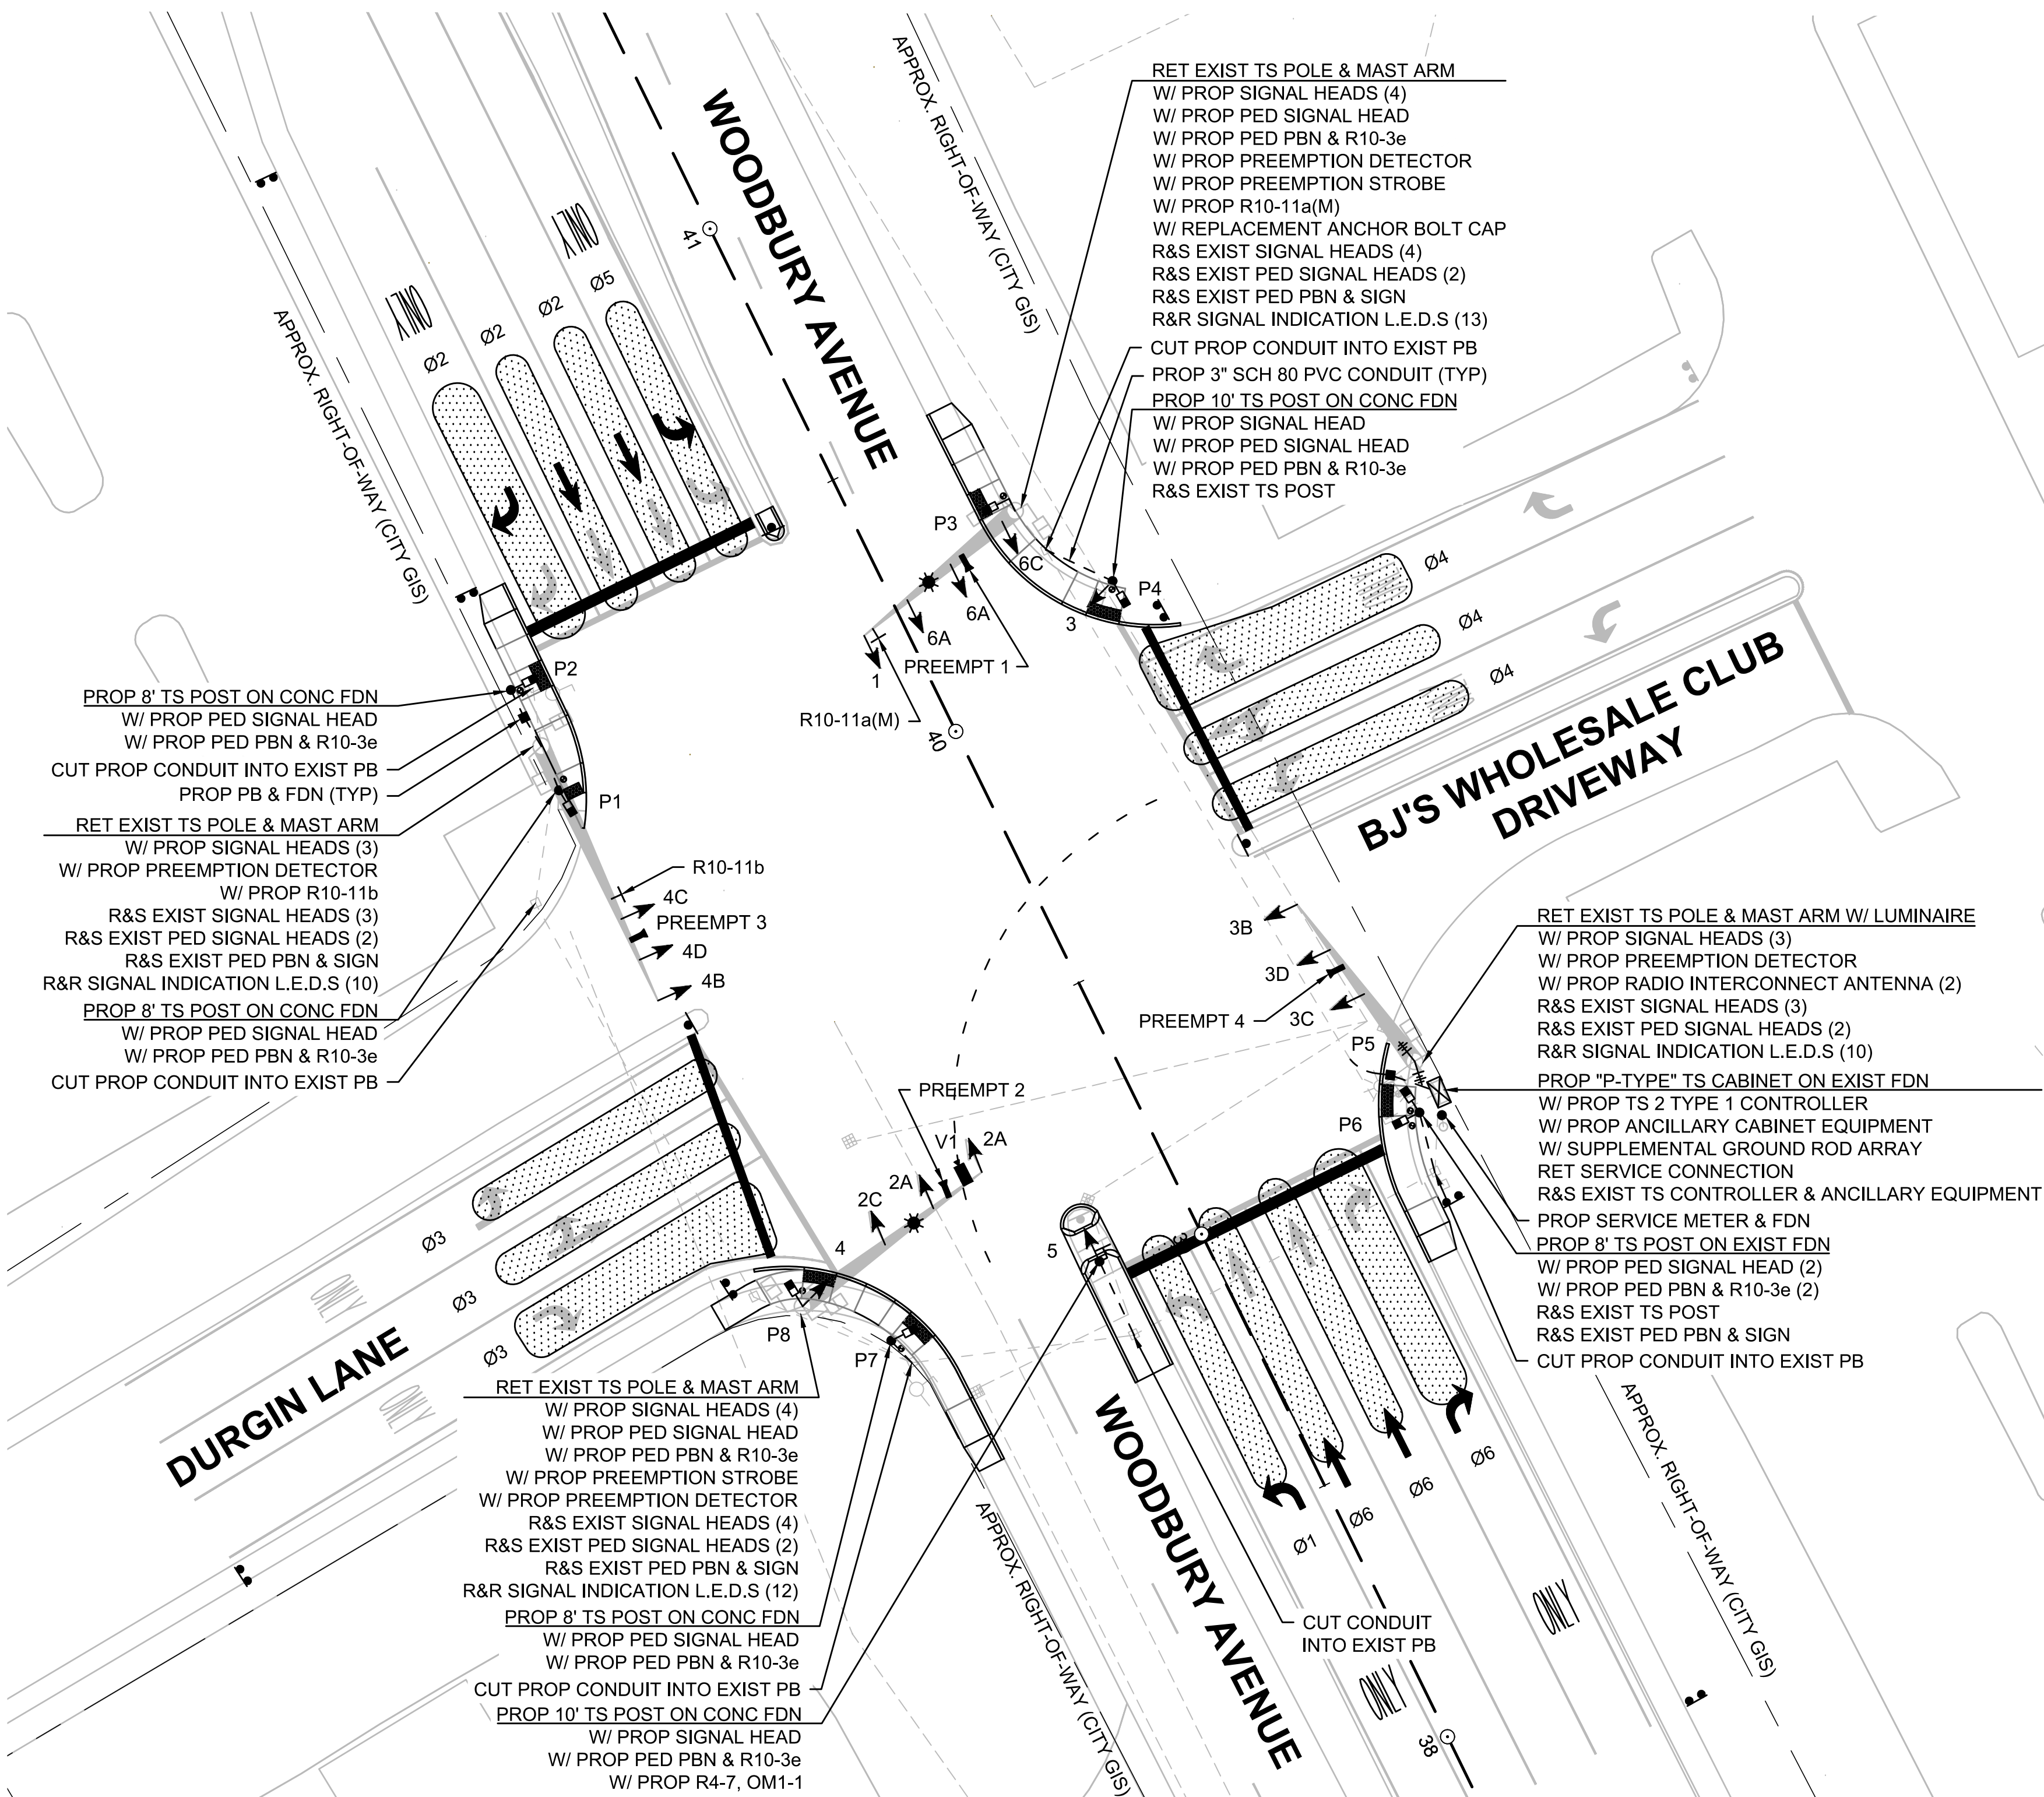 RET EXIST TS POLE & MAST ARM
W/ PROP SIGNAL HEADS (4)
W/ PROP PED SIGNAL HEAD
W/ PROP PED PBN & R10-3e
W/ PROP PREEMPTION DETECTOR
W/ PROP PREEMPTION STROBE
W/ PROP R10-11a(M)
W/ REPLACEMENT ANCHOR BOLT CAP
R&S EXIST SIGNAL HEADS (4)
R&S EXIST PED SIGNAL HEADS (2)
R&S EXIST PED PBN & SIGN
R&R SIGNAL INDICATION L.E.D.S (13)
CUT PROP CONDUIT INTO EXIST PB
PROP 3" SCH 80 PVC CONDUIT (TYP)
PROP 10' TS POST ON CONC FDN
W/ PROP SIGNAL HEAD
W/ PROP PED SIGNAL HEAD
W/ PROP PED PBN & R10-3e
R&S EXIST TS POST
WOODBURY AVENUE
APPROX. RIGHT-OF-WAY (CITY GIS)
APPROX. RIGHT-OF-WAY (CITY GIS)
41
ONLY
ONLY
Ø2
Ø2
Ø2
Ø5
P3
6C
6A
6A
1
PREEMPT 1
R10-11a(M)
40
P4
3
Ø4
Ø4
Ø4
BJ'S WHOLESALE CLUB
DRIVEWAY
P2
P1
PROP 8' TS POST ON CONC FDN
W/ PROP PED SIGNAL HEAD
W/ PROP PED PBN & R10-3e
CUT PROP CONDUIT INTO EXIST PB
PROP PB & FDN (TYP)
RET EXIST TS POLE & MAST ARM
W/ PROP SIGNAL HEADS (3)
W/ PROP PREEMPTION DETECTOR
W/ PROP R10-11b
R&S EXIST SIGNAL HEADS (3)
R&S EXIST PED SIGNAL HEADS (2)
R&S EXIST PED PBN & SIGN
R&R SIGNAL INDICATION L.E.D.S (10)
PROP 8' TS POST ON CONC FDN
W/ PROP PED SIGNAL HEAD
W/ PROP PED PBN & R10-3e
CUT PROP CONDUIT INTO EXIST PB
R10-11b
4C
PREEMPT 3
4D
4B
3B
3D
PREEMPT 4
3C
P5
P6
RET EXIST TS POLE & MAST ARM W/ LUMINAIRE
W/ PROP SIGNAL HEADS (3)
W/ PROP PREEMPTION DETECTOR
W/ PROP RADIO INTERCONNECT ANTENNA (2)
R&S EXIST SIGNAL HEADS (3)
R&S EXIST PED SIGNAL HEADS (2)
R&R SIGNAL INDICATION L.E.D.S (10)
PROP "P-TYPE" TS CABINET ON EXIST FDN
W/ PROP TS 2 TYPE 1 CONTROLLER
W/ PROP ANCILLARY CABINET EQUIPMENT
W/ SUPPLEMENTAL GROUND ROD ARRAY
RET SERVICE CONNECTION
R&S EXIST TS CONTROLLER & ANCILLARY EQUIPMENT
PROP SERVICE METER & FDN
PROP 8' TS POST ON EXIST FDN
W/ PROP PED SIGNAL HEAD (2)
W/ PROP PED PBN & R10-3e (2)
R&S EXIST TS POST
R&S EXIST PED PBN & SIGN
CUT PROP CONDUIT INTO EXIST PB
PREEMPT 2
V1
2A
2A
2C
4
5
Ø3
Ø3
Ø3
ONLY
ONLY
DURGIN LANE
P8
P7
RET EXIST TS POLE & MAST ARM
W/ PROP SIGNAL HEADS (4)
W/ PROP PED SIGNAL HEAD
W/ PROP PED PBN & R10-3e
W/ PROP PREEMPTION STROBE
W/ PROP PREEMPTION DETECTOR
R&S EXIST SIGNAL HEADS (4)
R&S EXIST PED SIGNAL HEADS (2)
R&S EXIST PED PBN & SIGN
R&R SIGNAL INDICATION L.E.D.S (12)
PROP 8' TS POST ON CONC FDN
W/ PROP PED SIGNAL HEAD
W/ PROP PED PBN & R10-3e
CUT PROP CONDUIT INTO EXIST PB
PROP 10' TS POST ON CONC FDN
W/ PROP SIGNAL HEAD
W/ PROP PED PBN & R10-3e
W/ PROP R4-7, OM1-1
APPROX. RIGHT-OF-WAY (CITY GIS)
WOODBURY AVENUE
Ø1
Ø6
Ø6
Ø6
CUT CONDUIT
INTO EXIST PB
ONLY
ONLY
38
APPROX. RIGHT-OF-WAY (CITY GIS)